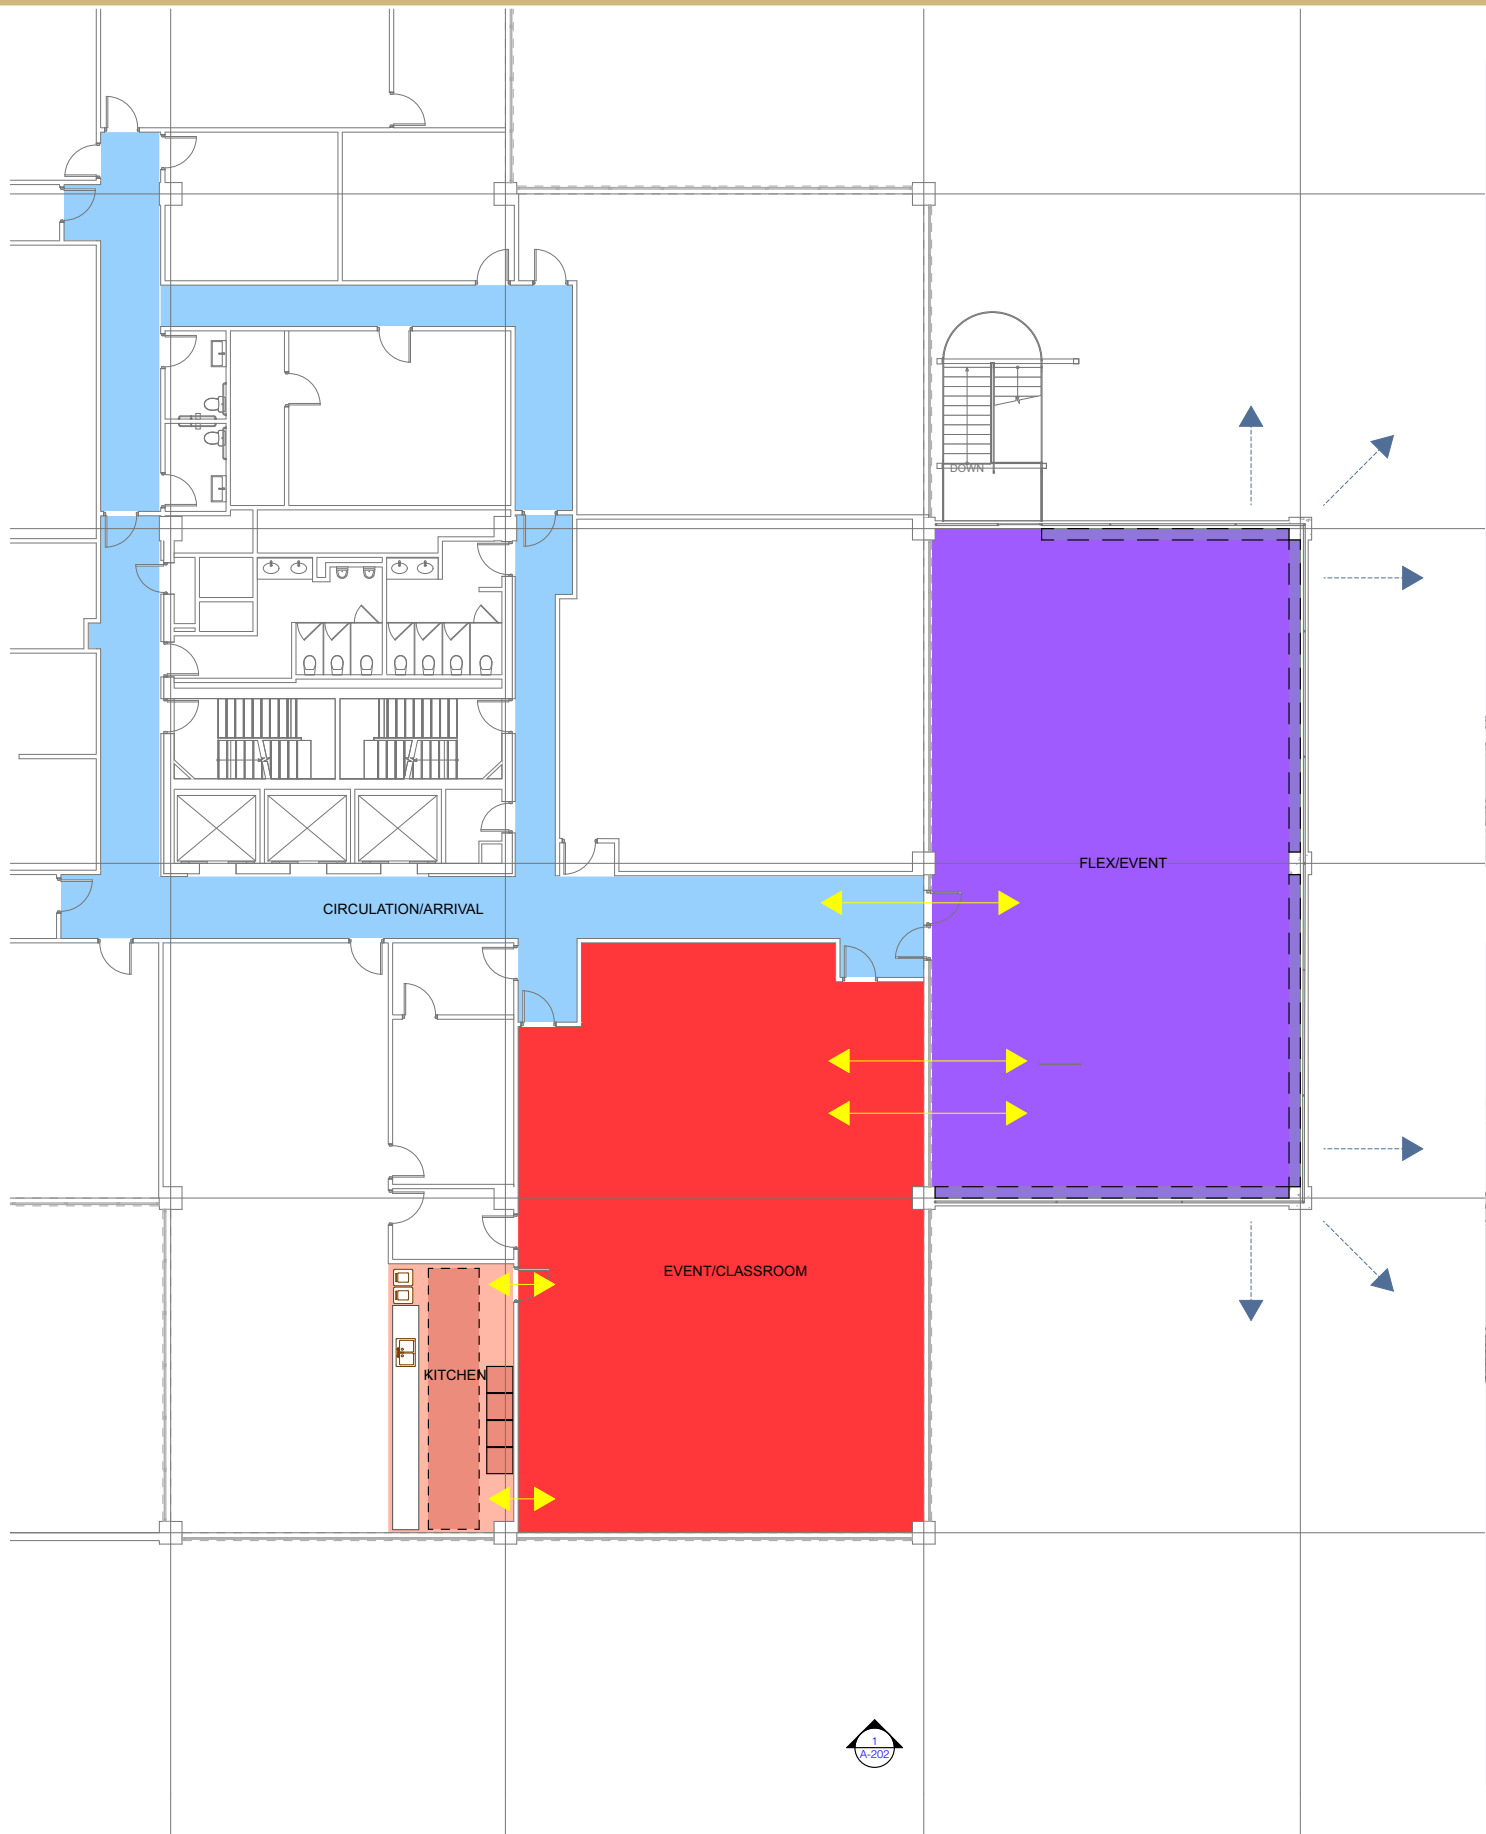 DOWN
FLEX/EVENT
CIRCULATION/ARRIVAL
EVENT/CLASSROOM
KITCHEN
1
A-202